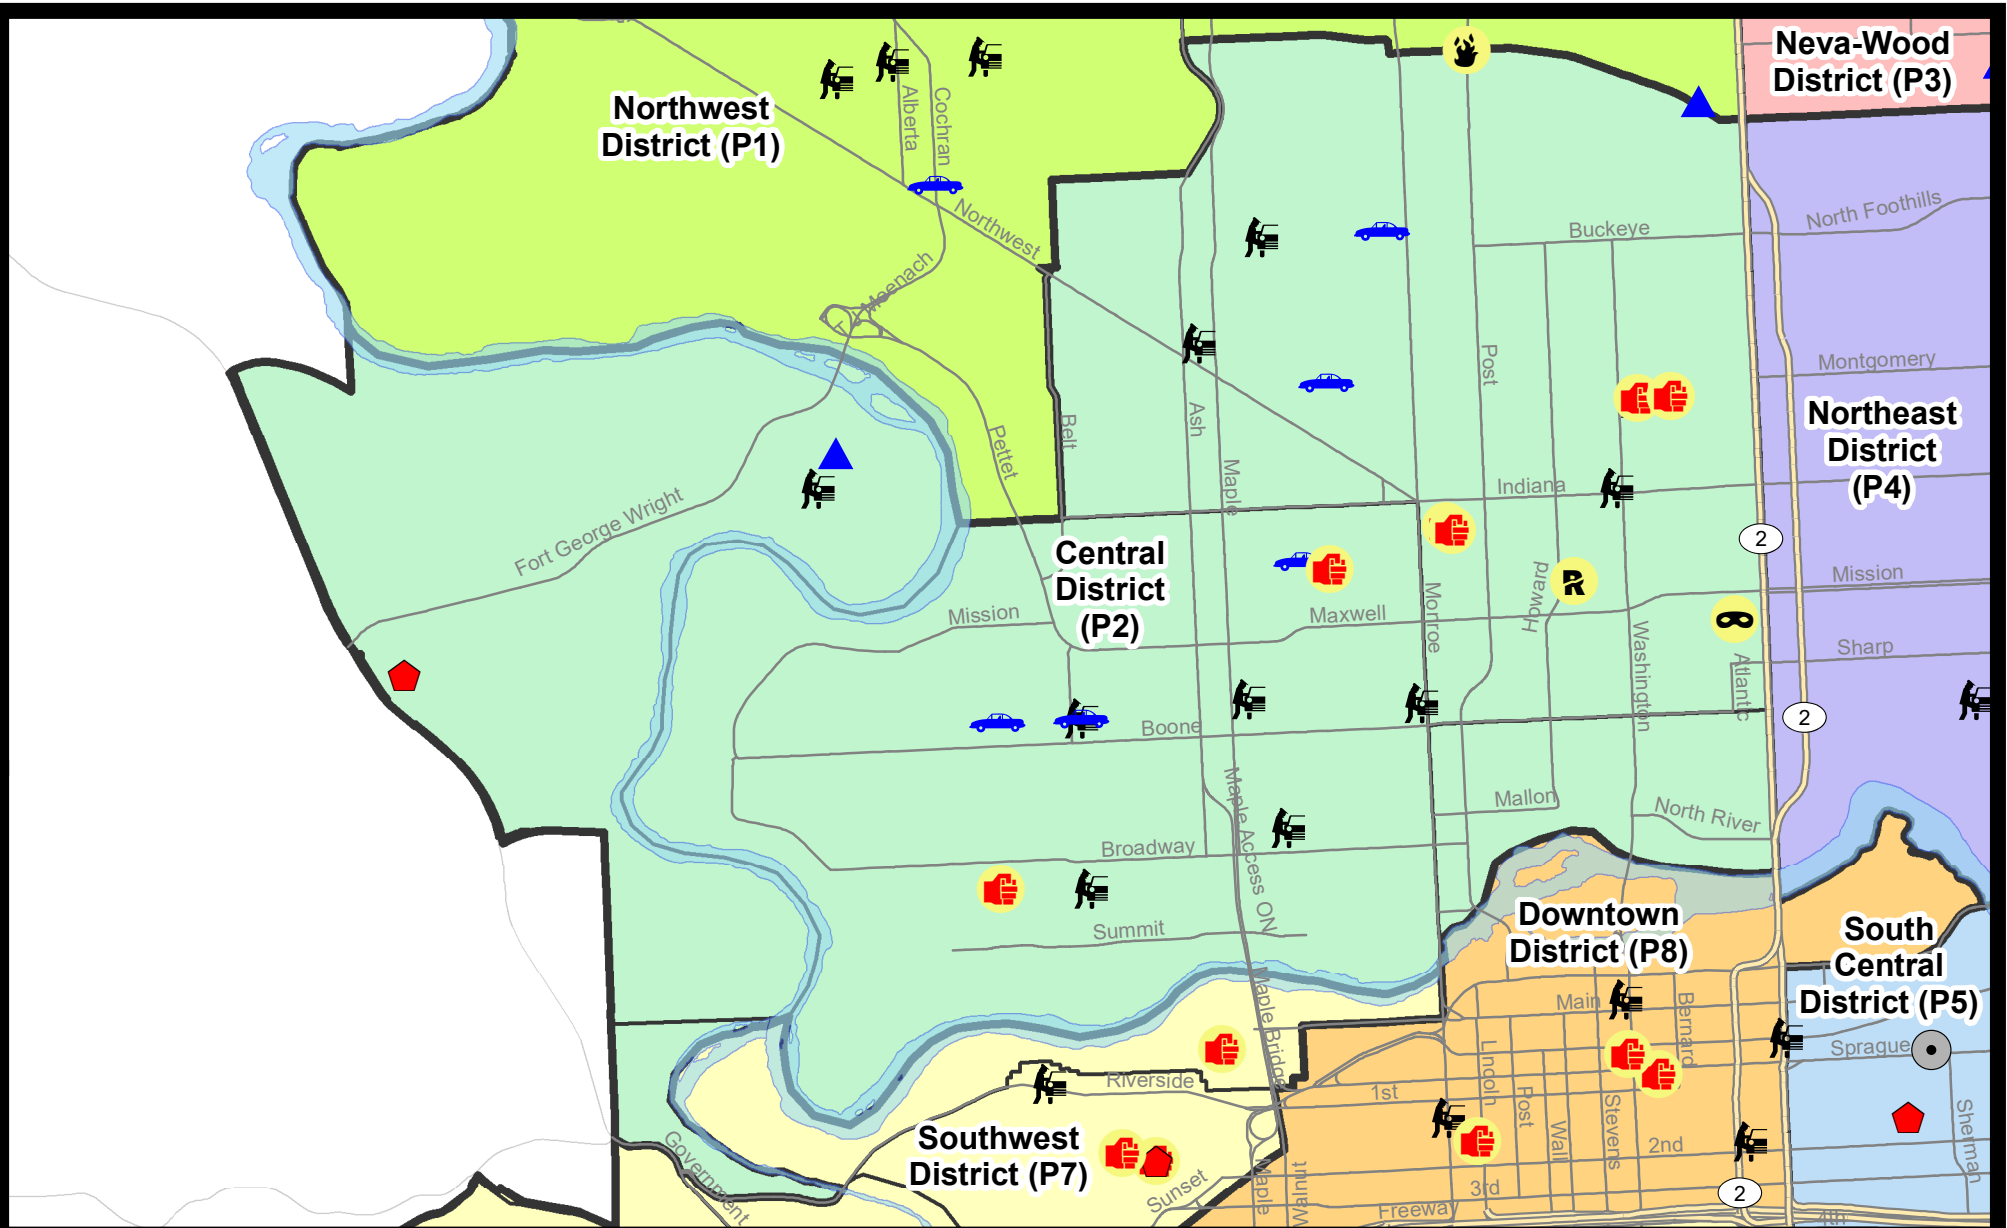 Neva-Wood
District (P3)
Northwest
District (P1)
Alberta
Cochran
Northwest
T J Meenach
Buckeye
North Foothills
Montgomery
Northeast
District
(P4)
Post
Belt
Ash
Pettet
Maple
Indiana
Fort George Wright
2
Central
District
(P2)
Mission
Mission
Maxwell
Monroe
Howard
Washington
Sharp
Atlantic
2
Boone
Mallon
North River
Maple Access ON
Broadway
Summit
Downtown
District (P8)
South
Central
District (P5)
Maple Bridge
Main
Bernard
Sprague
Riverside
1st
Lincoln
Post
Wall
Stevens
2nd
Sherman
Southwest
District (P7)
Government
Sunset
Maple
Walnut
3rd
Freeway
2
4th